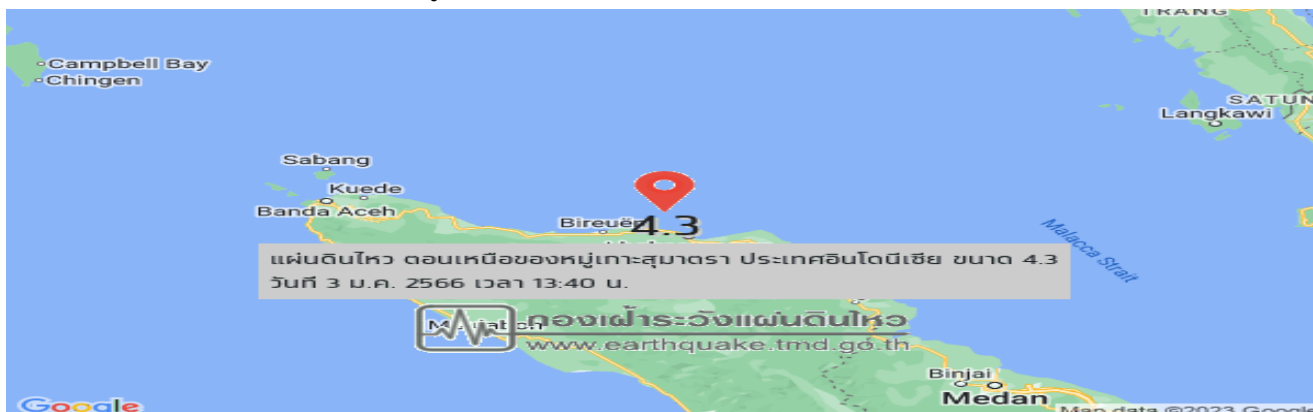 TRANG
Campbell Bay
Chingen
SATUN
Langkawi
Sabang
Kuede
Banda Aceh
Bireuën
4.3
Malacca Strait
แผ่นดินไหว ตอนเหนือของหมู่เกาะสุมาตรา ประเทศอินโดนีเซีย ขนาด 4.3
วันที่ 3 ม.ค. 2566 เวลา 13:40 น.
กองเฝ้าระวังแผ่นดินไหว
www.earthquake.tmd.go.th
Binjai
Medan
Google
Map data ©2023 Google